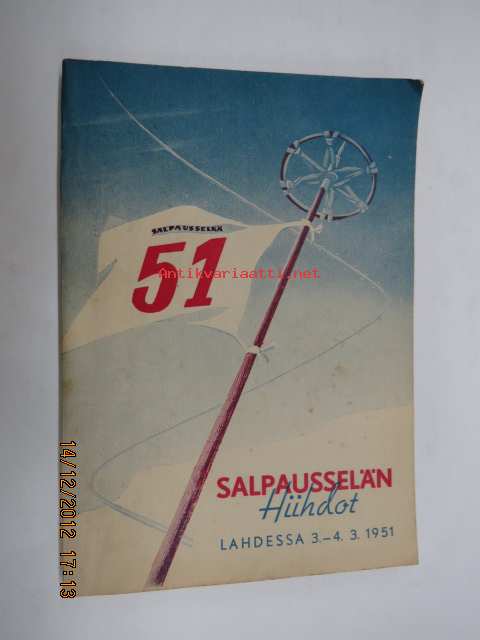 SALPAUSSELKÄ
51
Antikvariaatti.net
SALPAUSSELÄN
Hiihdot
LAHDESSA 3.–4. 3. 1951
14/12/2012 17:13